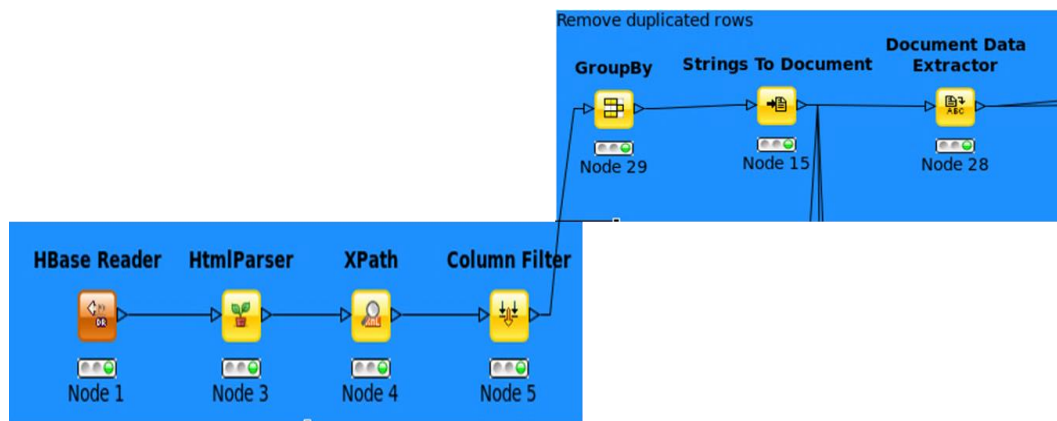 Remove duplicated rows
GroupBy
Strings To Document
Document Data
Extractor
Node 29
Node 15
Node 28
HBase Reader
HtmlParser
XPath
Column Filter
Node 1
Node 3
Node 4
Node 5